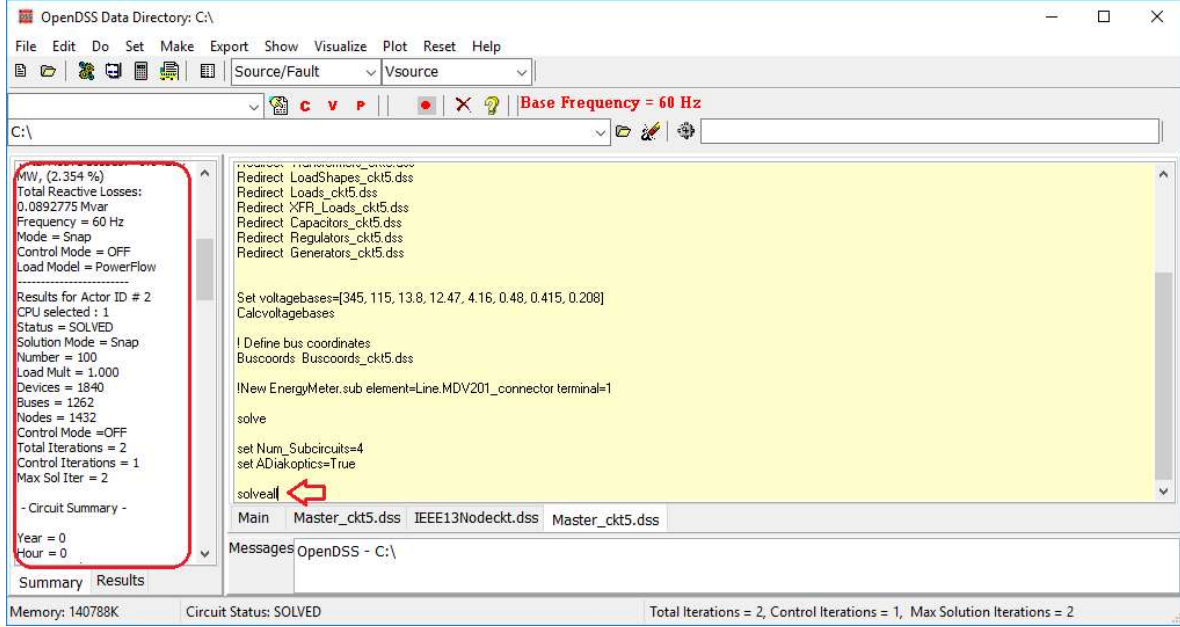 OpenDSS Data Directory: C:\
File Edit Do Set Make Export Show Visualize Plot Reset Help
Source/Fault Vsource
C V P Base Frequency = 60 Hz
C:\
MW, (2.354 %)
Total Reactive Losses:
0.0892775 Mvar
Frequency = 60 Hz
Mode = Snap
Control Mode = OFF
Load Model = PowerFlow
------------------------
Results for Actor ID # 2
CPU selected : 1
Status = SOLVED
Solution Mode = Snap
Number = 100
Load Mult = 1.000
Devices = 1840
Buses = 1262
Nodes = 1432
Control Mode =OFF
Total Iterations = 2
Control Iterations = 1
Max Sol Iter = 2
- Circuit Summary -
Year = 0
Hour = 0
Summary Results
Redirect Transformers_ckt5.dss
Redirect LoadShapes_ckt5.dss
Redirect Loads_ckt5.dss
Redirect XFR_Loads_ckt5.dss
Redirect Capacitors_ckt5.dss
Redirect Regulators_ckt5.dss
Redirect Generators_ckt5.dss
Set voltagebases=[345, 115, 13.8, 12.47, 4.16, 0.48, 0.415, 0.208]
Calcvoltagebases
! Define bus coordinates
Buscoords Buscoords_ckt5.dss
!New EnergyMeter.sub element=Line.MDV201_connector terminal=1
solve
set Num_Subcircuits=4
set ADiakoptics=True
solveall
Main Master_ckt5.dss IEEE13Nodeckt.dss Master_ckt5.dss
Messages OpenDSS - C:\
Memory: 140788K Circuit Status: SOLVED Total Iterations = 2, Control Iterations = 1, Max Solution Iterations = 2